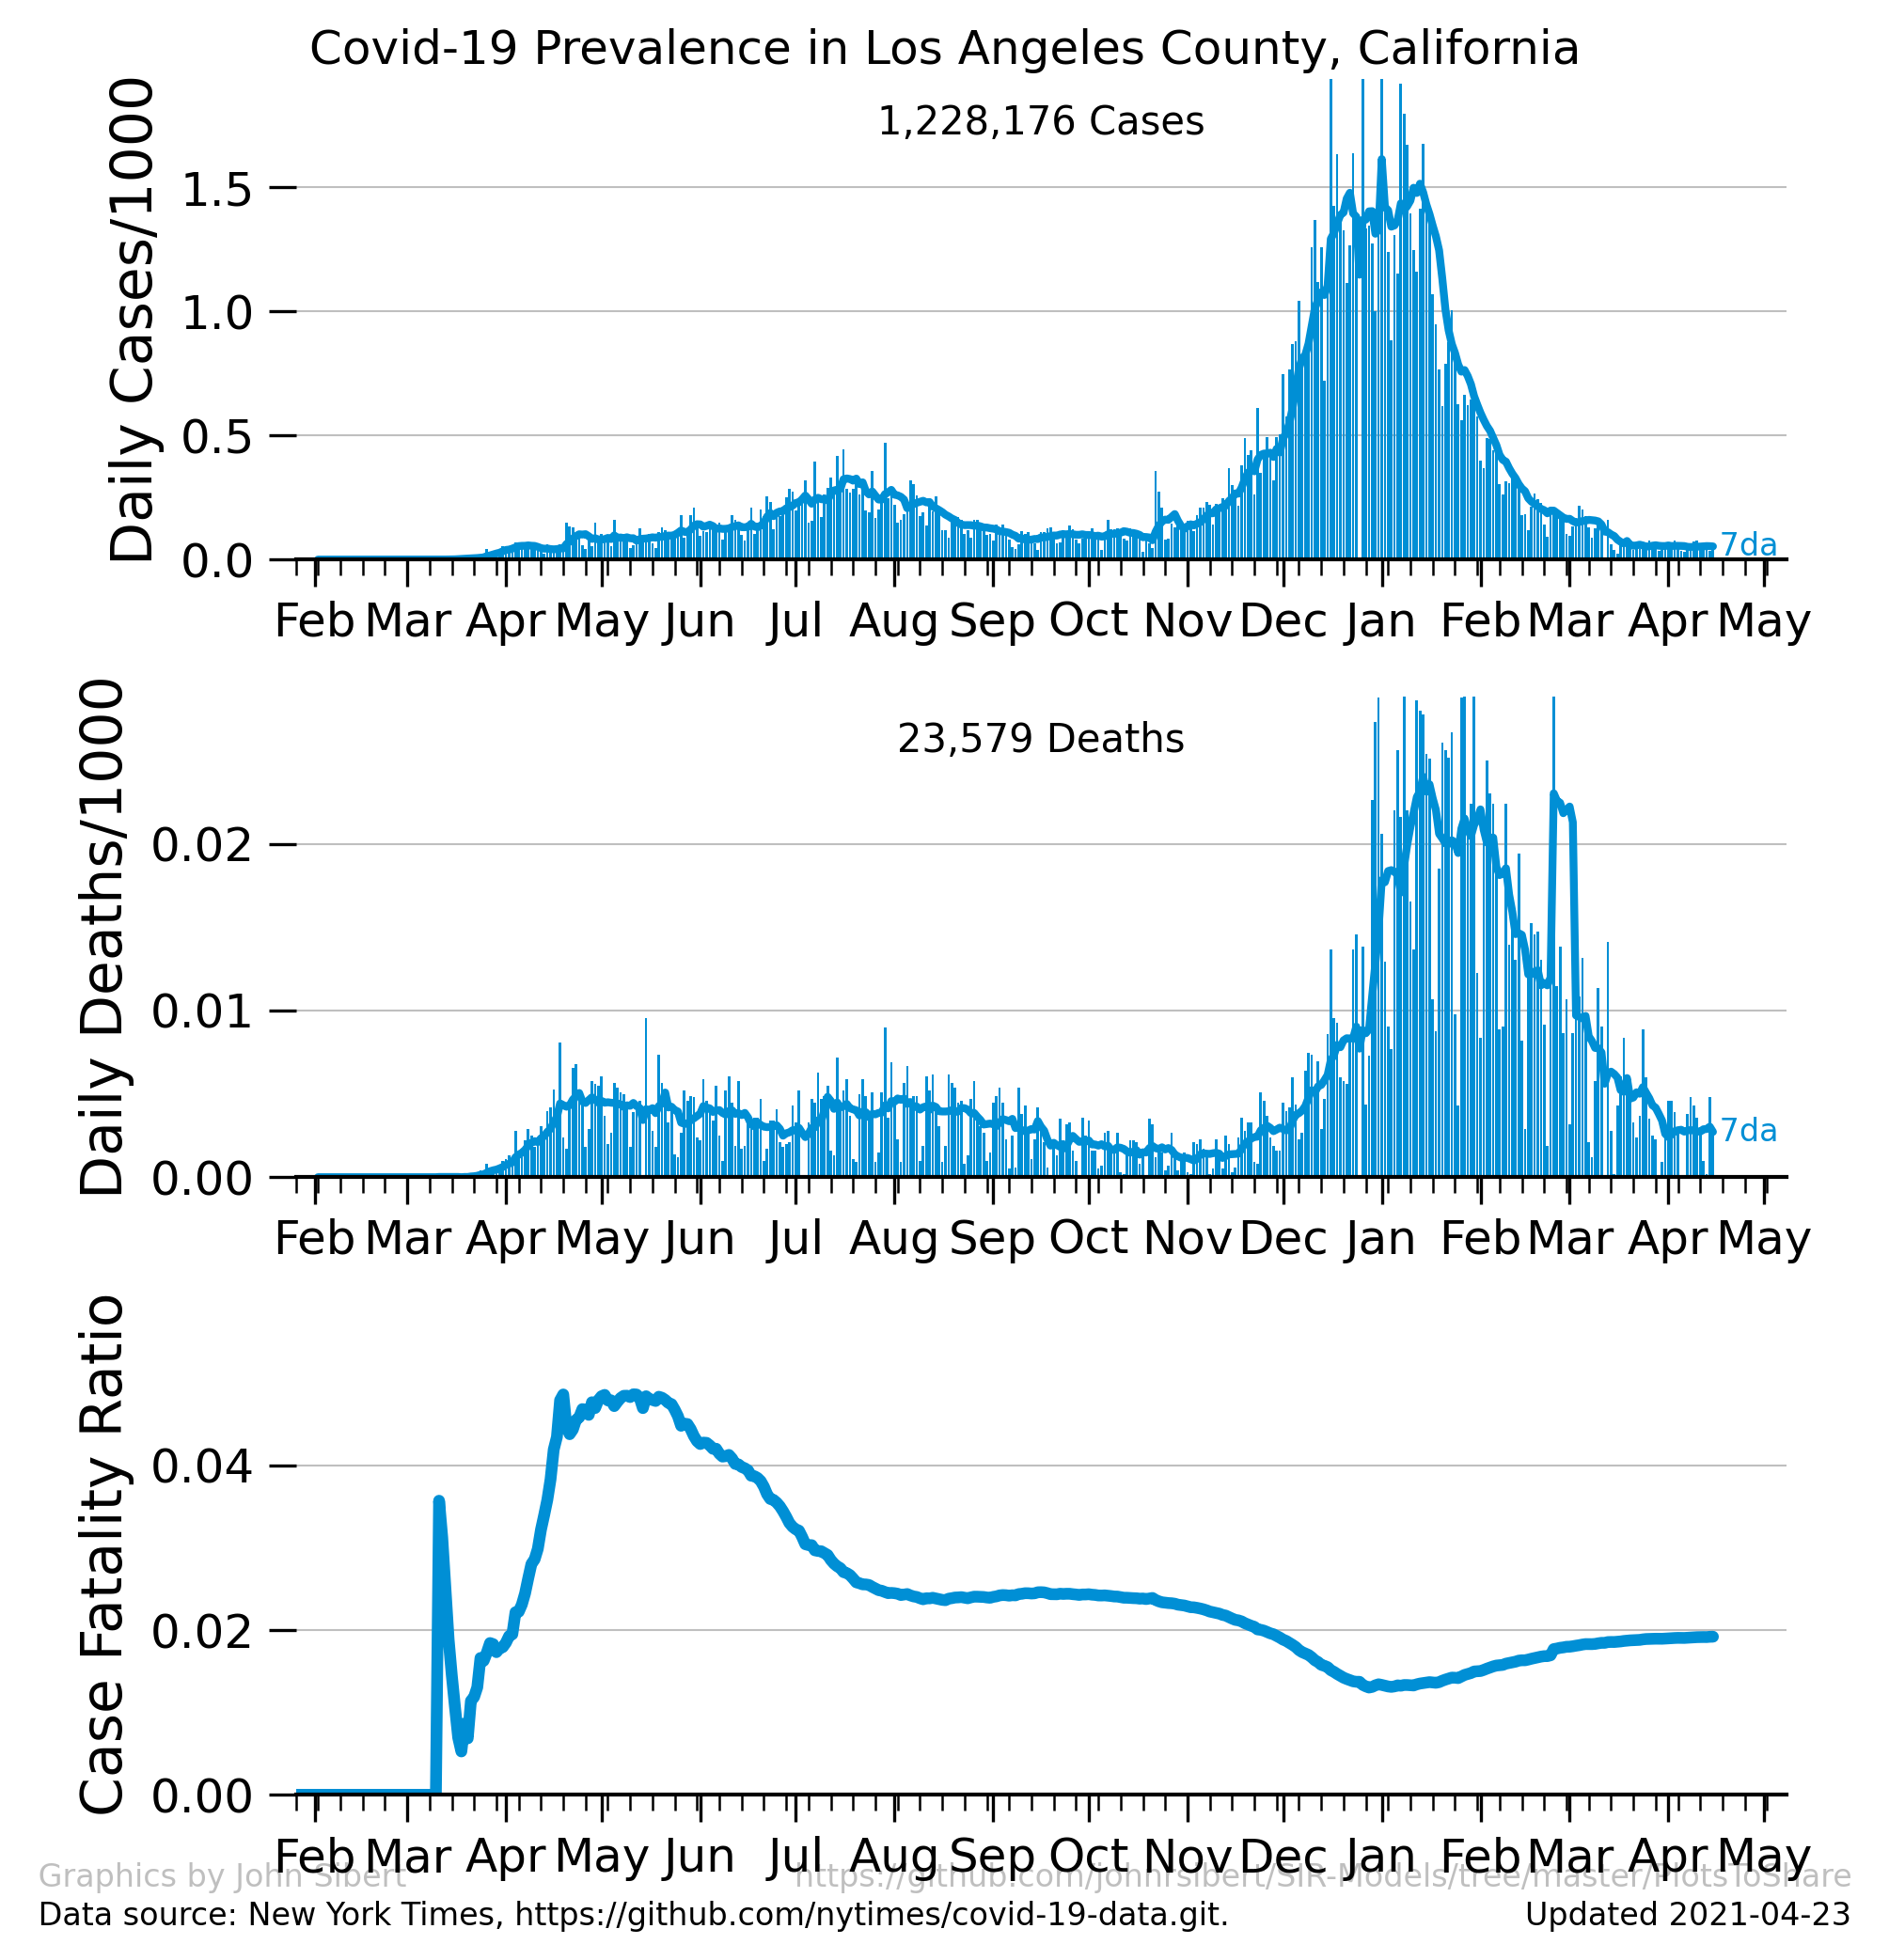 Covid-19 Prevalence in Los Angeles County, California
1,228,176 Cases
Daily Cases/1000
1.5
1.0
0.5
0.0
7da
Feb Mar Apr May Jun Jul Aug Sep Oct Nov Dec Jan Feb Mar Apr May
23,579 Deaths
Daily Deaths/1000
0.02
0.01
0.00
7da
Feb Mar Apr May Jun Jul Aug Sep Oct Nov Dec Jan Feb Mar Apr May
Case Fatality Ratio
0.04
0.02
0.00
Feb Mar Apr May Jun Jul Aug Sep Oct Nov Dec Jan Feb Mar Apr May
Graphics by John Sibert https://github.com/johnrsibert/SIR-Models/tree/master/PlotsToShare
Data source: New York Times, https://github.com/nytimes/covid-19-data.git. Updated 2021-04-23